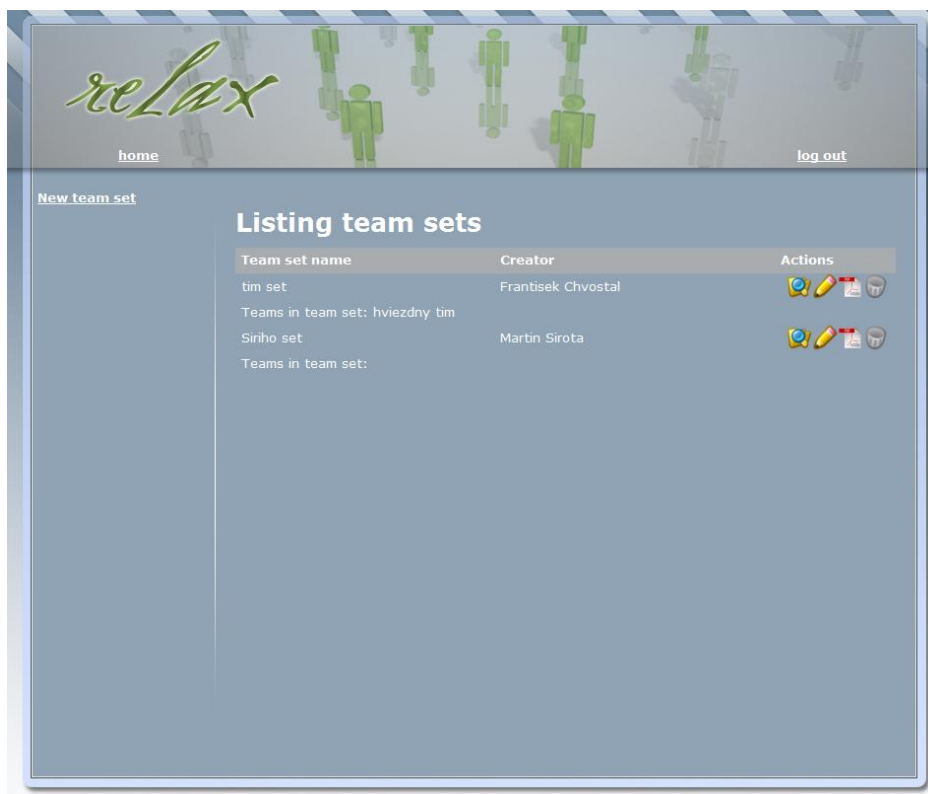 relax
home log out
New team set
Listing team sets
Team set name Creator Actions
tim set Frantisek Chvostal
Teams in team set: hviezdny tim
Siriho set Martin Sirota
Teams in team set: